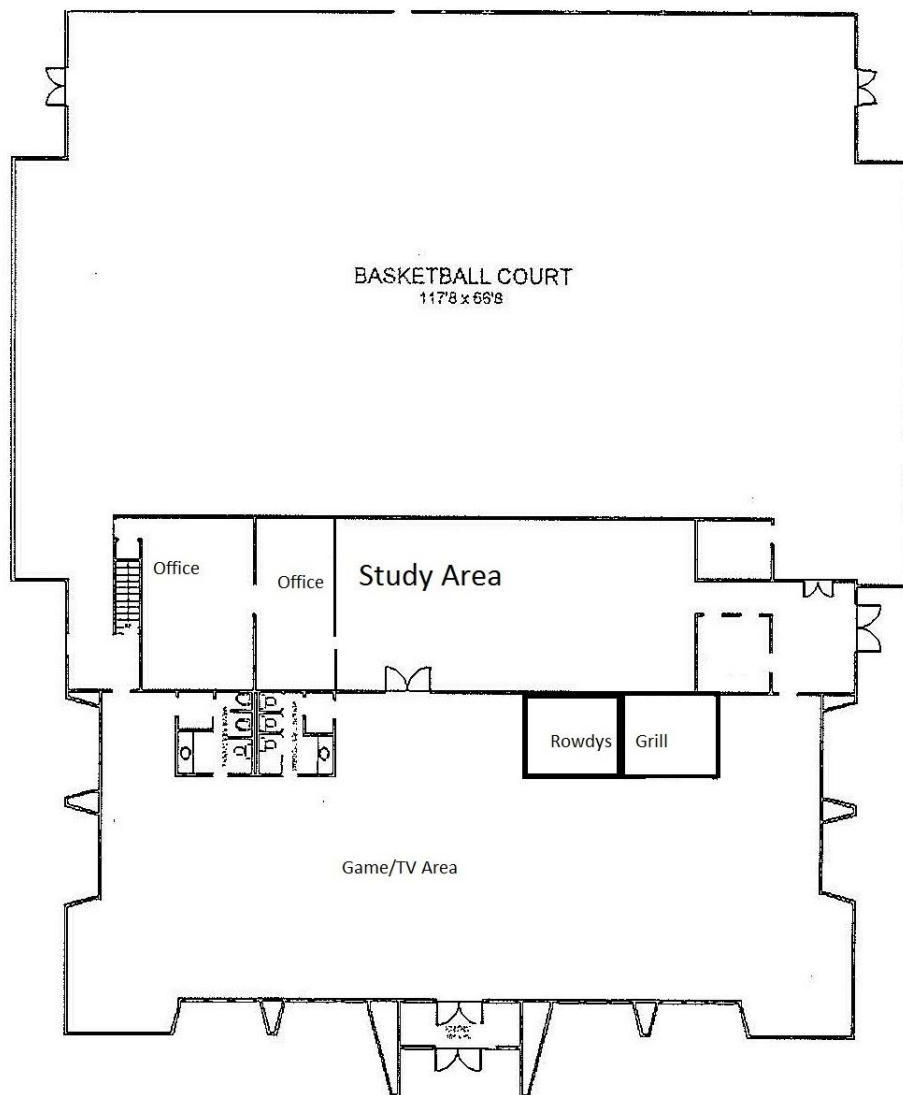 BASKETBALL COURT
117'8 x 66'8
Office
Office
Study Area
Rowdys
Grill
Game/TV Area